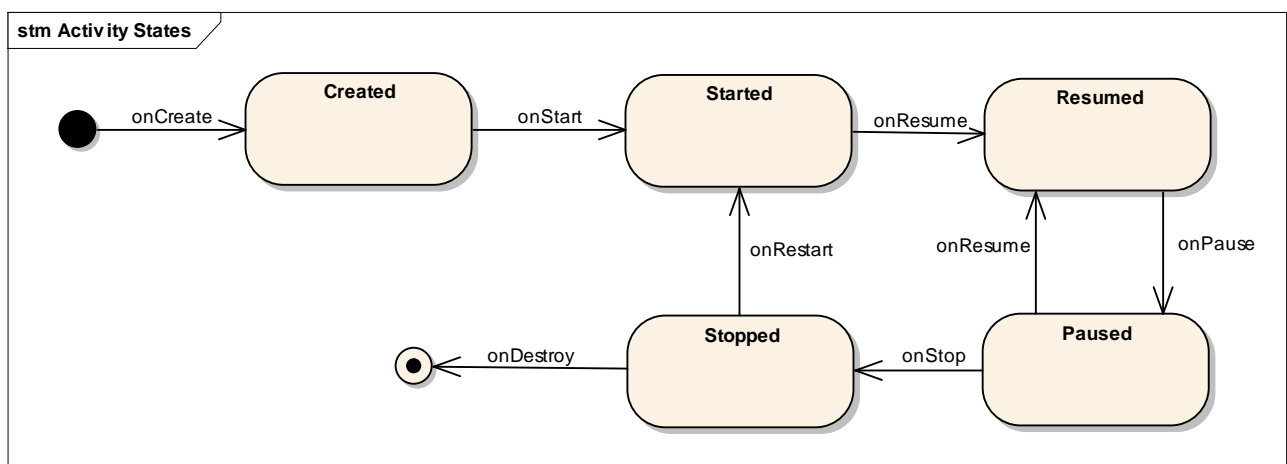 stm Activity States
Created
Started
Resumed
onCreate
onStart
onResume
onRestart
onResume
onPause
Stopped
Paused
onDestroy
onStop